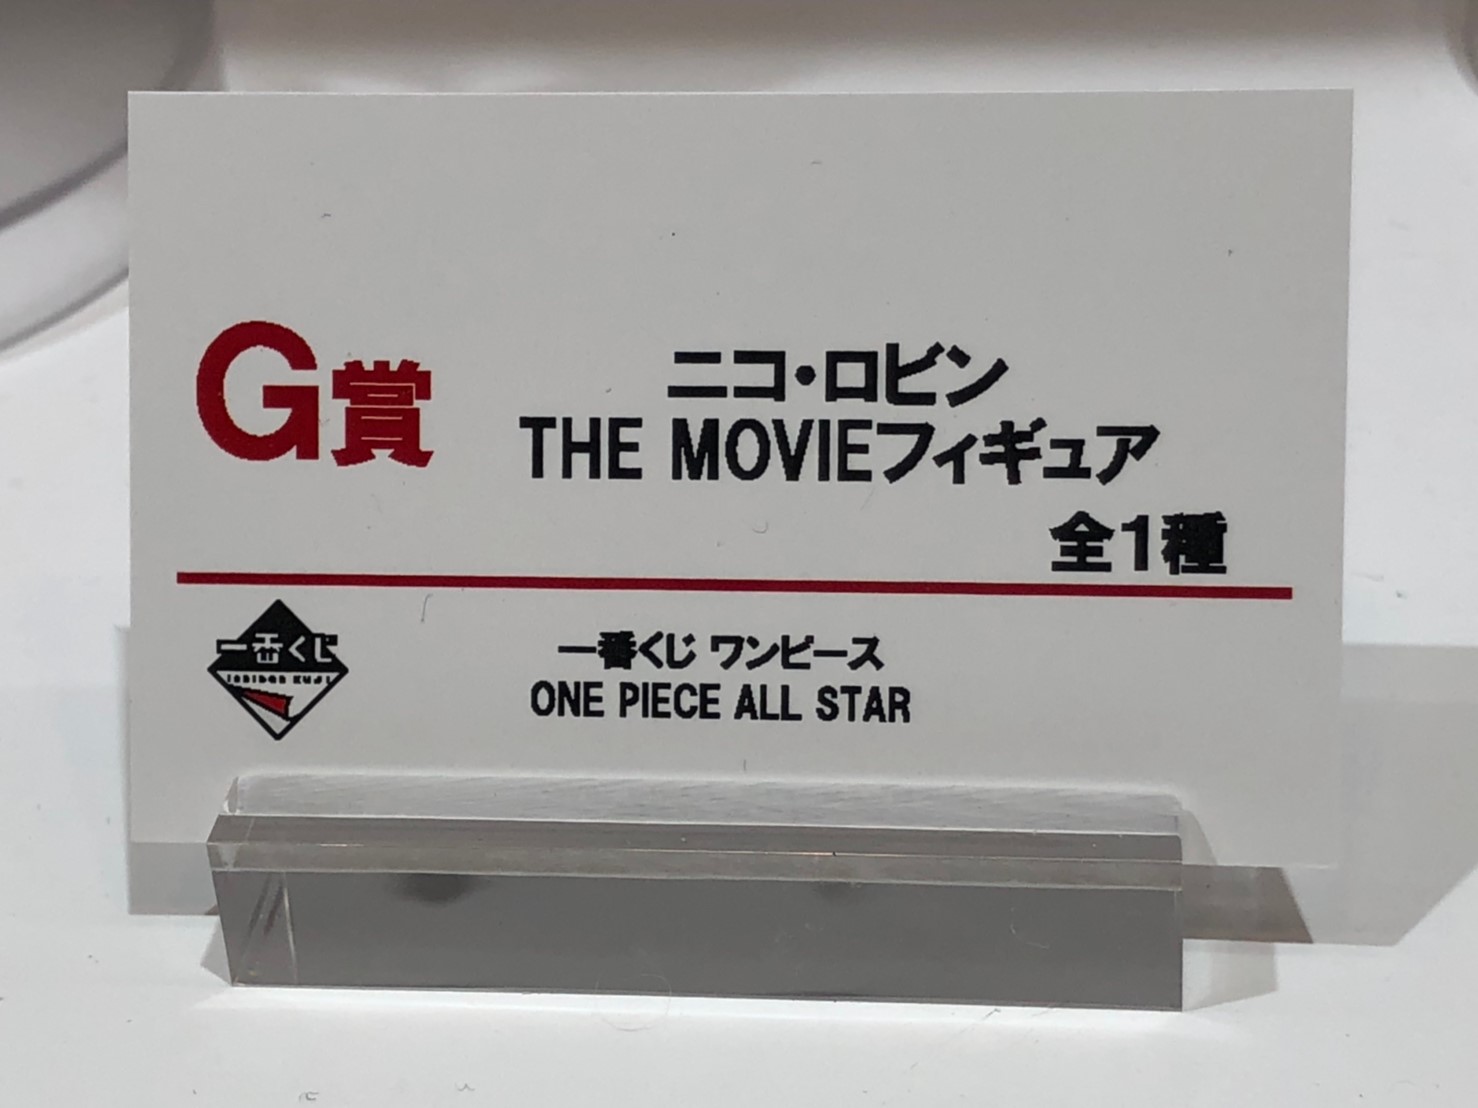 G賞
ニコ・ロビン
THE MOVIEフィギュア
全1種
一番くじ
ICHIBAN KUJI
一番くじ ワンピース
ONE PIECE ALL STAR